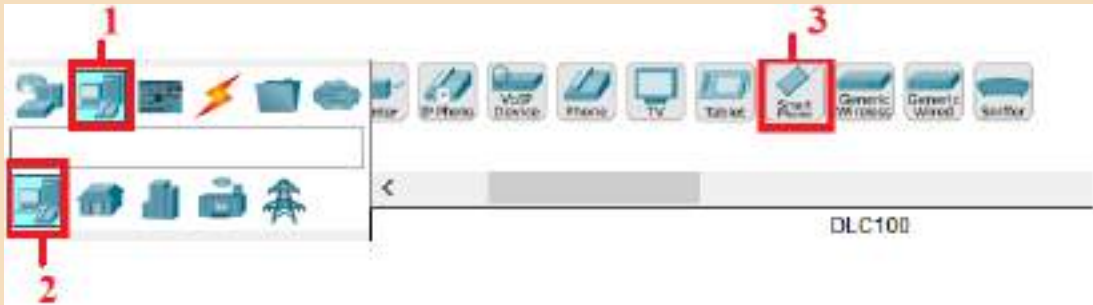 1
3
IP Phone
VoIP Device
Phone
TV
Tablet
Smart Phone
Generic Wireless
Generic Wired
Sniffer
<
DLC100
2